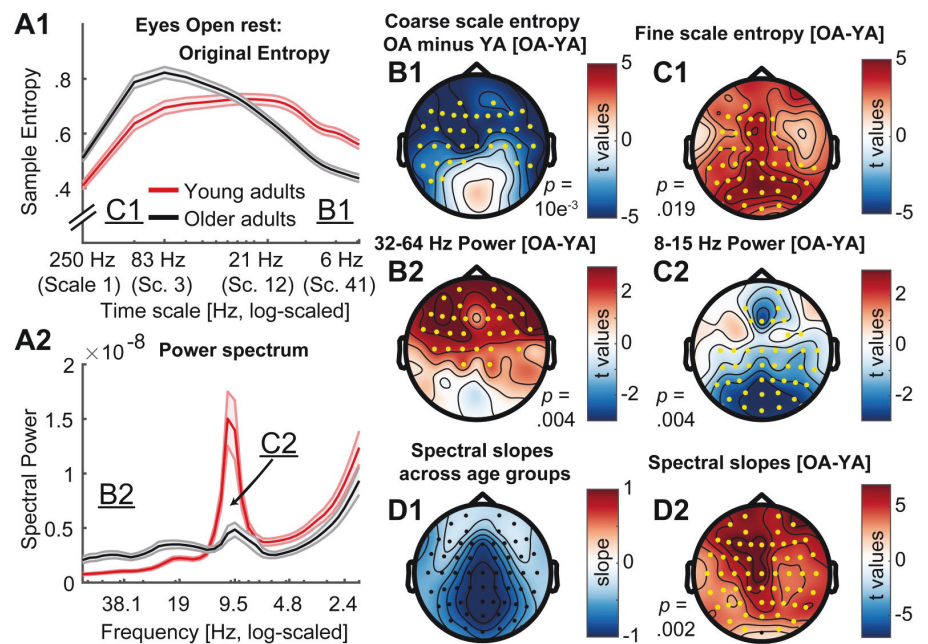 A1
Eyes Open rest:
Original Entropy
Sample Entropy
.8
.6
.4
Young adults
Older adults
C1
B1
250 Hz 83 Hz 21 Hz 6 Hz
(Scale 1) (Sc. 3) (Sc. 12) (Sc. 41)
Time scale [Hz, log-scaled]
A2
×10-8
Power spectrum
Spectral Power
2
1.5
1
0.5
0
B2
C2
38.1 19 9.5 4.8 2.4
Frequency [Hz, log-scaled]
Coarse scale entropy
OA minus YA [OA-YA]
B1
5
0
-5
t values
p =
10e-3
Fine scale entropy [OA-YA]
C1
5
0
-5
t values
p =
.019
32-64 Hz Power [OA-YA]
B2
2
0
-2
t values
p =
.004
8-15 Hz Power [OA-YA]
C2
2
0
-2
t values
p =
.004
Spectral slopes
across age groups
D1
1
0
-1
slope
Spectral slopes [OA-YA]
D2
5
0
-5
t values
p =
.002